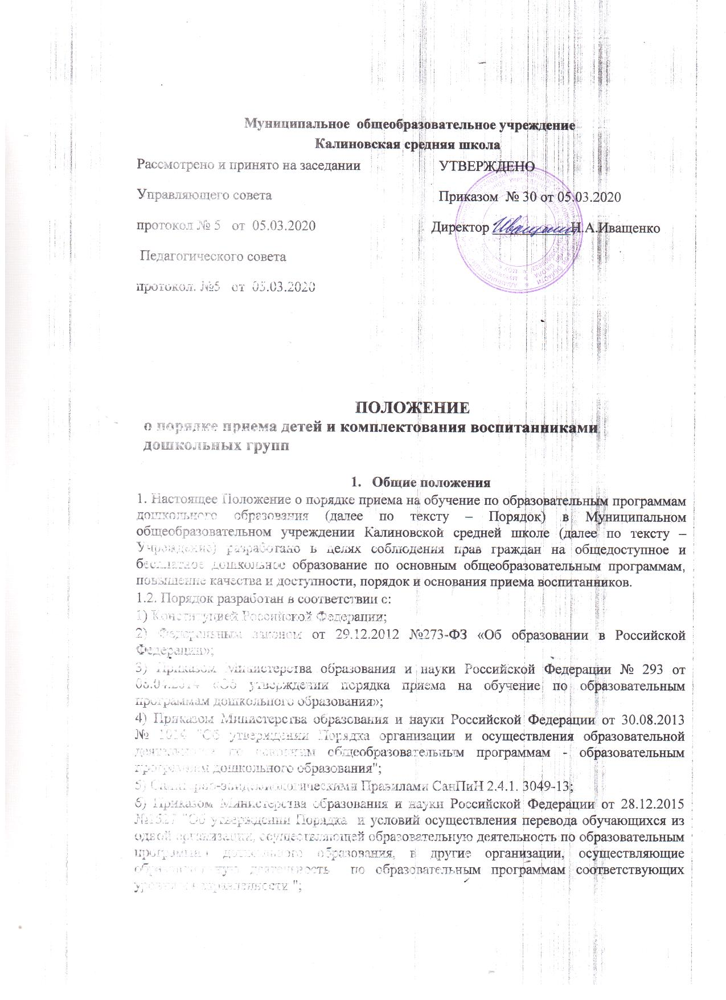 Муниципальное общеобразовательное учреждение
Калиновская средняя школа
Рассмотрено и принято на заседании УТВЕРЖДЕНО
Управляющего совета Приказом № 30 от 05.03.2020
протокол № 5 от 05.03.2020 Директор Н.А.Иващенко
Педагогического совета
протокол. №5 от 05.03.2020
ПОЛОЖЕНИЕ
о порядке приема детей и комплектования воспитанниками
дошкольных групп
1. Общие положения
1. Настоящее Положение о порядке приема на обучение по образовательным программам
дошкольного образования (далее по тексту – Порядок) в Муниципальном
общеобразовательном учреждении Калиновской средней школе (далее по тексту –
Учреждение) разработано в целях соблюдения прав граждан на общедоступное и
бесплатное дошкольное образование по основным общеобразовательным программам,
повышение качества и доступности, порядок и основания приема воспитанников.
1.2. Порядок разработан в соответствии с:
1) Конституцией Российской Федерации;
2) Федеральным законом от 29.12.2012 №273-ФЗ «Об образовании в Российской
Федерации»;
3) Приказом Министерства образования и науки Российской Федерации № 293 от
08.04.2014 «Об утверждении порядка приема на обучение по образовательным
программам дошкольного образования»;
4) Приказом Министерства образования и науки Российской Федерации от 30.08.2013
№ 1014 "Об утверждении Порядка организации и осуществления образовательной
деятельности по основным общеобразовательным программам - образовательным
программам дошкольного образования";
5) Санитарно-эпидемиологическими Правилами СанПиН 2.4.1. 3049-13;
6) Приказом Министерства образования и науки Российской Федерации от 28.12.2015
№1527 "Об утверждении Порядка и условий осуществления перевода обучающихся из
одной организации, осуществляющей образовательную деятельность по образовательным
программам дошкольного образования, в другие организации, осуществляющие
образовательную деятельность по образовательным программам соответствующих
уровня и направленности ";